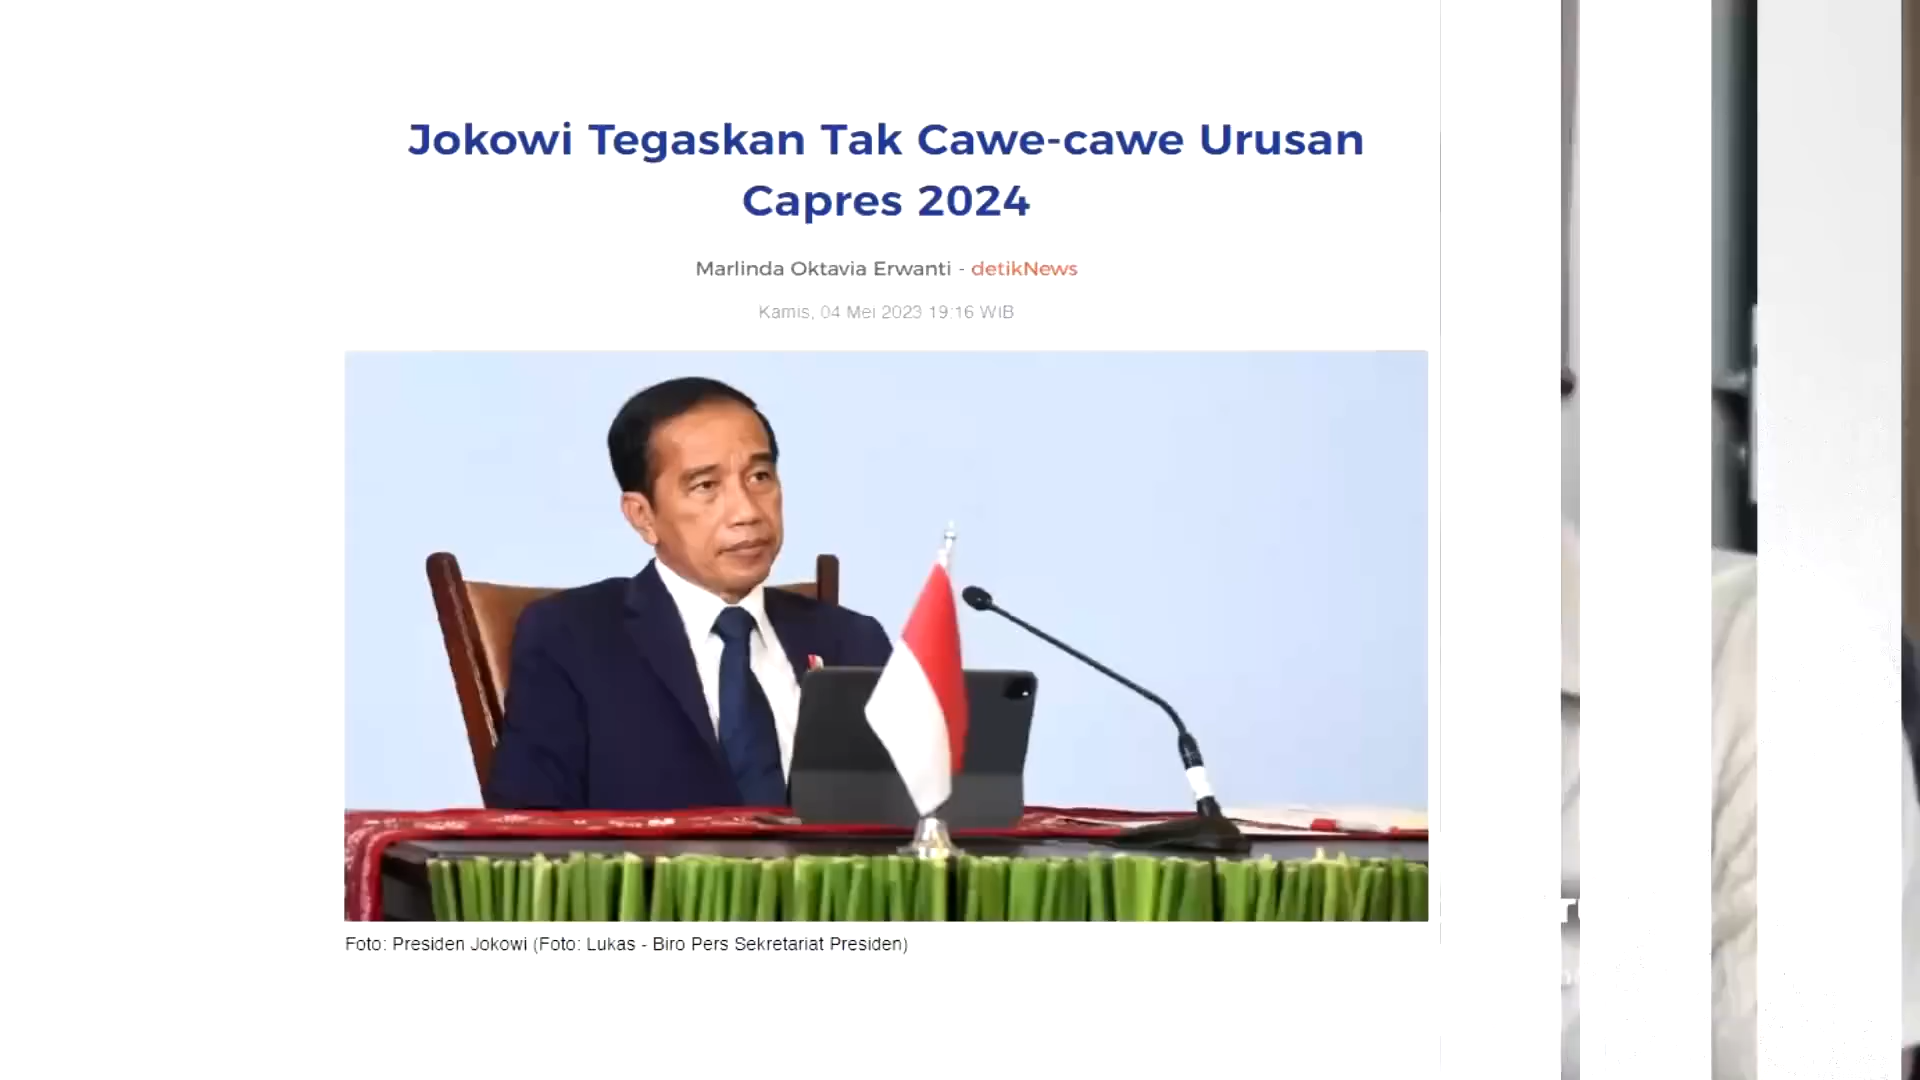 Jokowi Tegaskan Tak Cawe-cawe Urusan
Capres 2024
Marlinda Oktavia Erwanti - detikNews
Kamis, 04 Mei 2023 19:16 WIB
Foto: Presiden Jokowi (Foto: Lukas - Biro Pers Sekretariat Presiden)